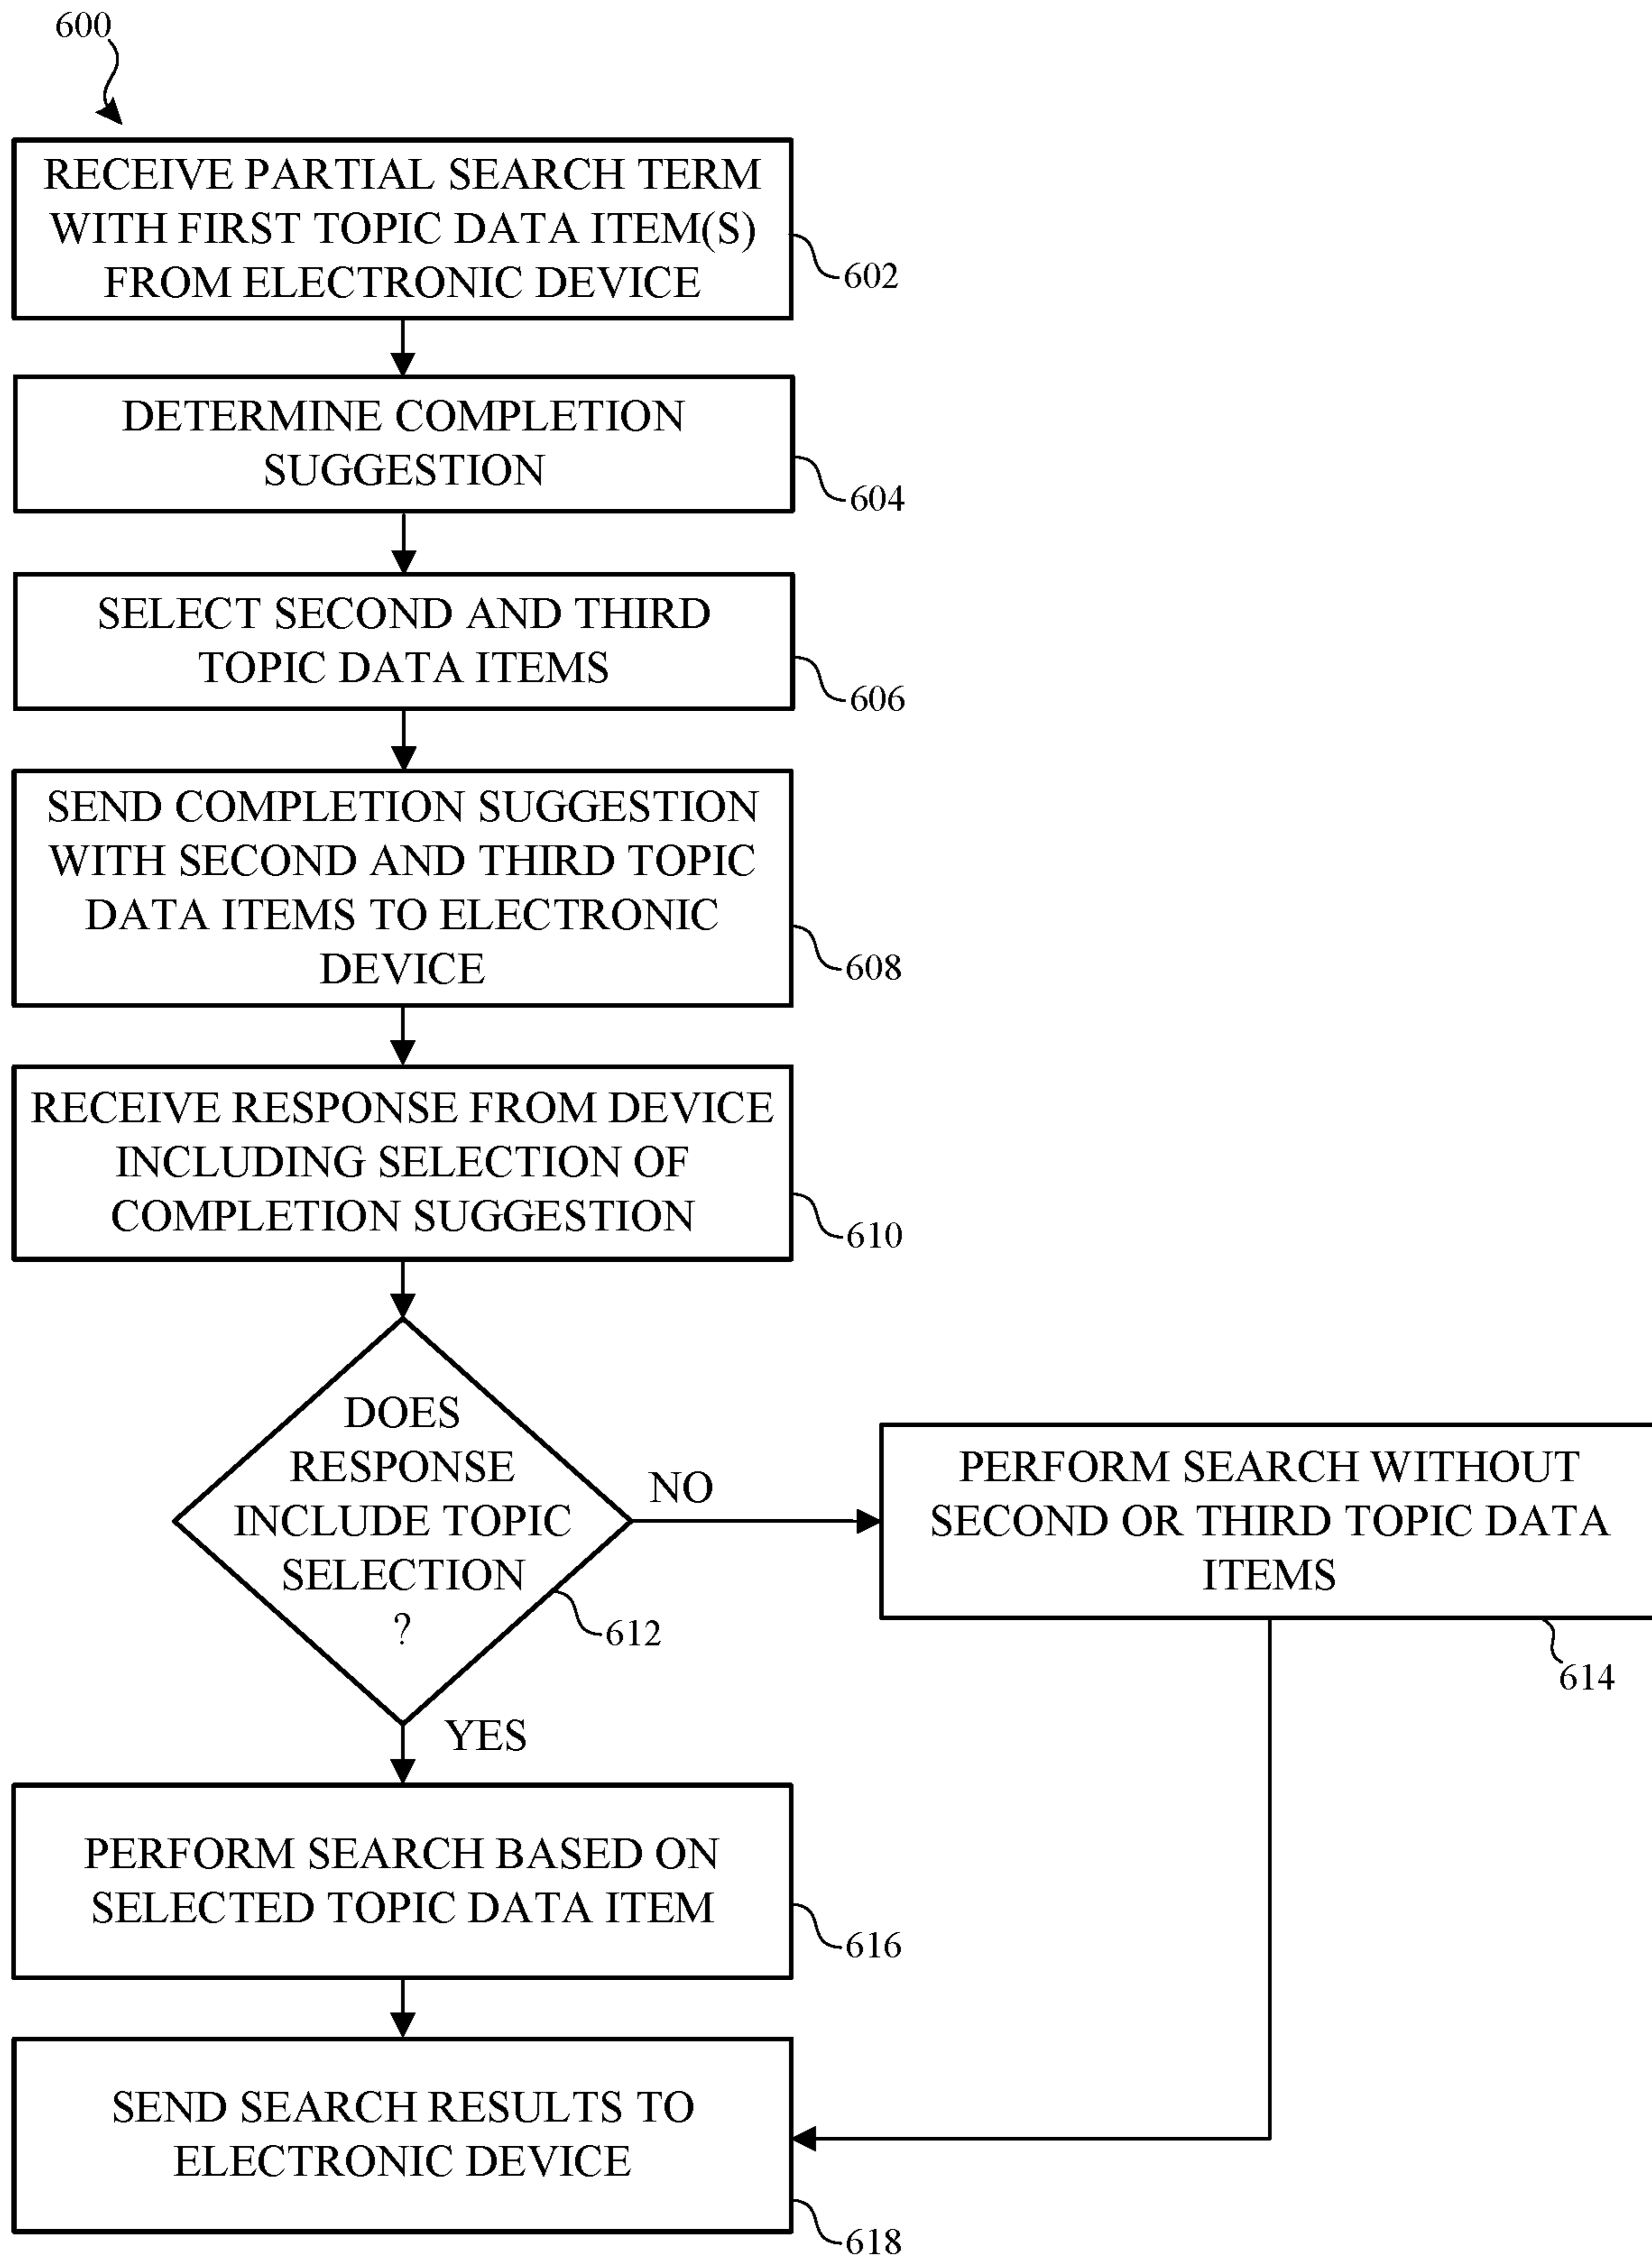 600
RECEIVE PARTIAL SEARCH TERM
WITH FIRST TOPIC DATA ITEM(S)
FROM ELECTRONIC DEVICE
602
DETERMINE COMPLETION
SUGGESTION
604
SELECT SECOND AND THIRD
TOPIC DATA ITEMS
606
SEND COMPLETION SUGGESTION
WITH SECOND AND THIRD TOPIC
DATA ITEMS TO ELECTRONIC
DEVICE
608
RECEIVE RESPONSE FROM DEVICE
INCLUDING SELECTION OF
COMPLETION SUGGESTION
610
DOES
RESPONSE
INCLUDE TOPIC
SELECTION
?
612
NO
PERFORM SEARCH WITHOUT
SECOND OR THIRD TOPIC DATA
ITEMS
614
YES
PERFORM SEARCH BASED ON
SELECTED TOPIC DATA ITEM
616
SEND SEARCH RESULTS TO
ELECTRONIC DEVICE
618